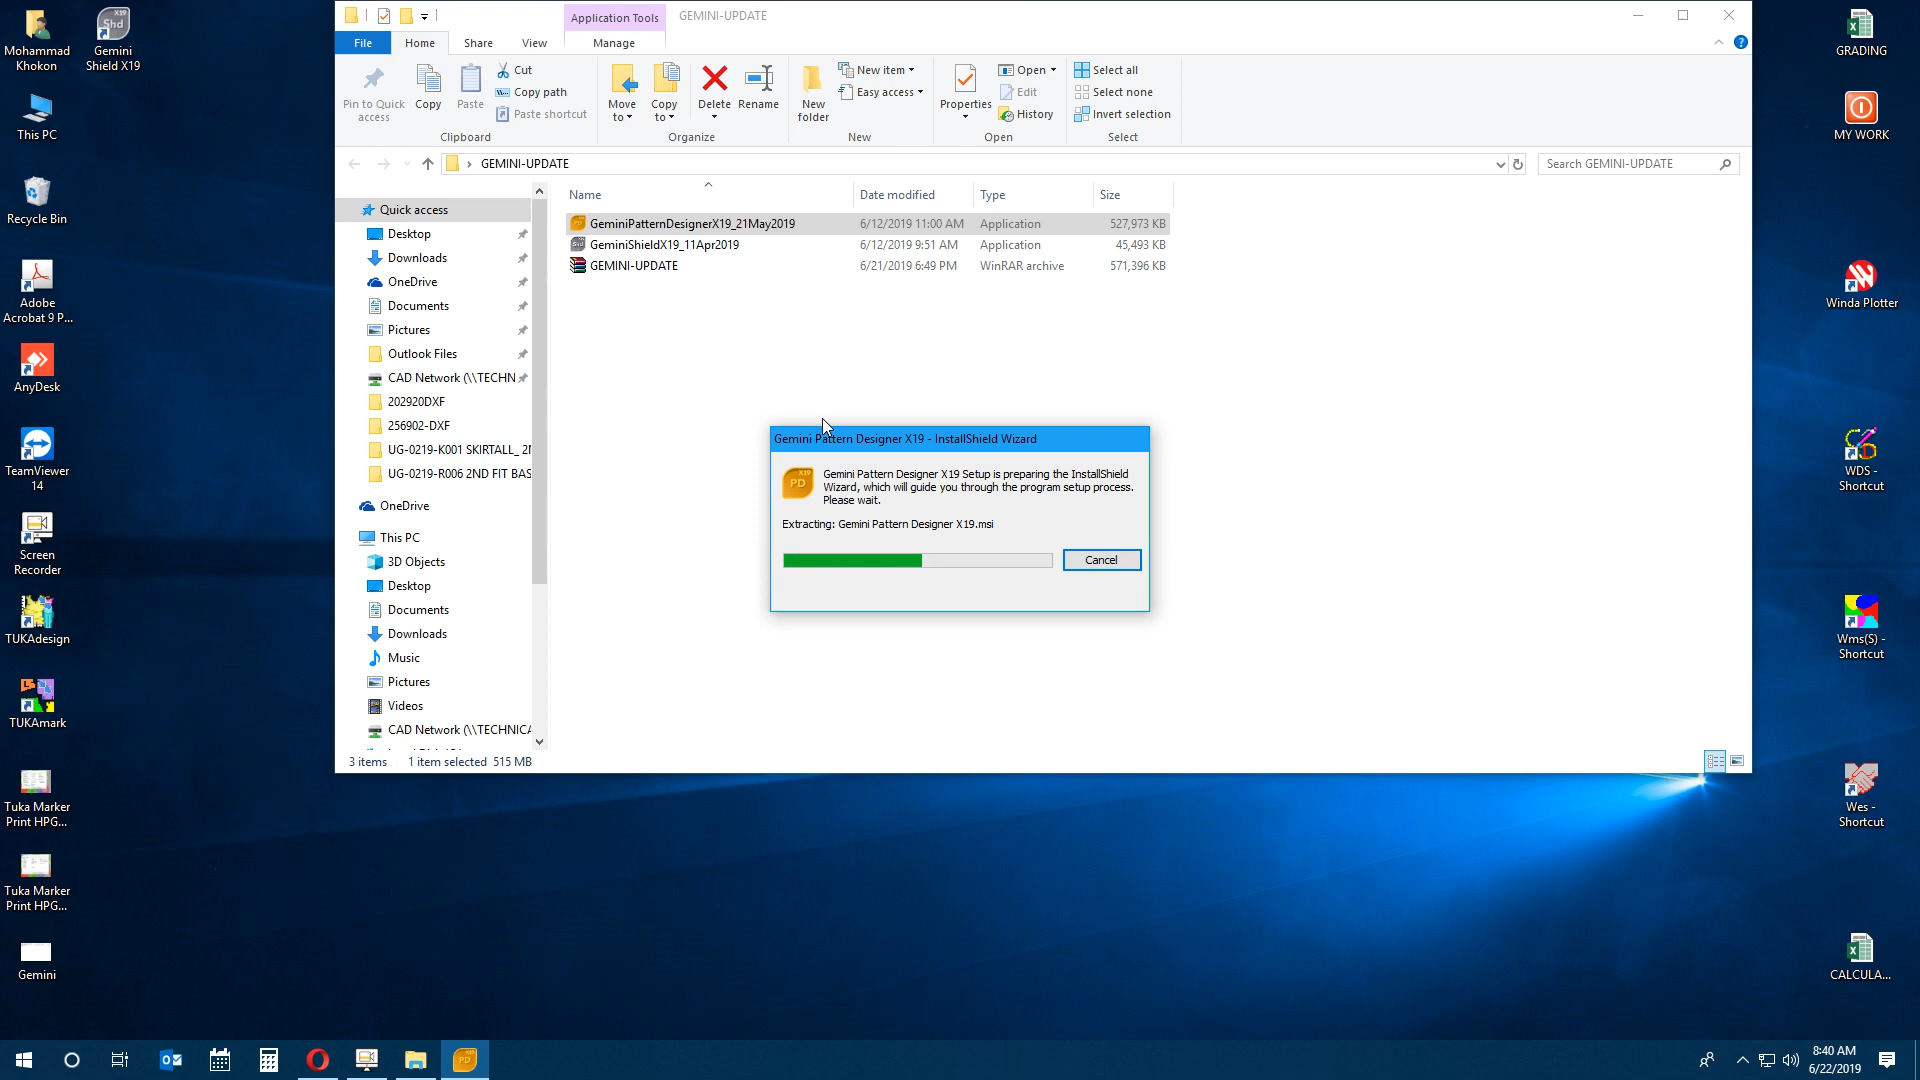 Mohammad
Khokon
Gemini
Shield X19
This PC
Recycle Bin
Adobe
Acrobat 9 P...
AnyDesk
TeamViewer
14
Screen
Recorder
TUKAdesign
TUKAmark
Tuka Marker
Print HPG...
Tuka Marker
Print HPG...
Gemini
Application Tools
GEMINI-UPDATE
File
Home
Share
View
Manage
Pin to Quick
access
Copy
Paste
Cut
Copy path
Paste shortcut
Clipboard
Move
to
Copy
to
Delete
Rename
Organize
New
folder
New item
Easy access
New
Properties
Open
Edit
History
Open
Select all
Select none
Invert selection
Select
GEMINI-UPDATE
Search GEMINI-UPDATE
Quick access
Desktop
Downloads
OneDrive
Documents
Pictures
Outlook Files
CAD Network (\\TECHN
202920DXF
256902-DXF
UG-0219-K001 SKIRTALL_ 2I
UG-0219-R006 2ND FIT BAS
OneDrive
This PC
3D Objects
Desktop
Documents
Downloads
Music
Pictures
Videos
CAD Network (\\TECHNICA
Name Date modified Type Size
GeminiPatternDesignerX19_21May2019 6/12/2019 11:00 AM Application 527,973 KB
GeminiShieldX19_11Apr2019 6/12/2019 9:51 AM Application 45,493 KB
GEMINI-UPDATE 6/21/2019 6:49 PM WinRAR archive 571,396 KB
Gemini Pattern Designer X19 - InstallShield Wizard
X19
PD
Gemini Pattern Designer X19 Setup is preparing the InstallShield
Wizard, which will guide you through the program setup process.
Please wait.
Extracting: Gemini Pattern Designer X19.msi
Cancel
3 items 1 item selected 515 MB
GRADING
MY WORK
Winda Plotter
WDS -
Shortcut
Wms(S) -
Shortcut
Wes -
Shortcut
CALCULA...
8:40 AM
6/22/2019